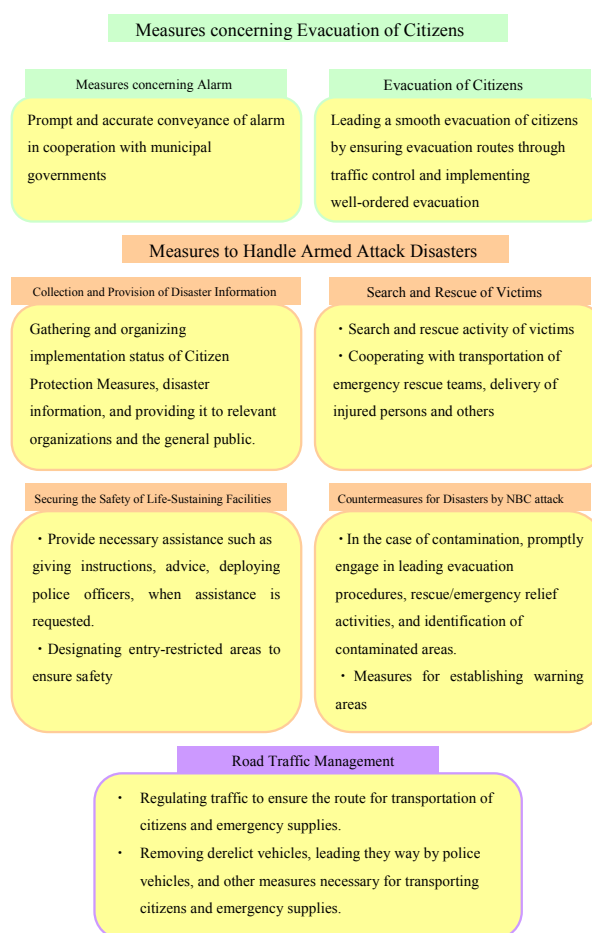 Measures concerning Evacuation of Citizens
Measures concerning Alarm
Prompt and accurate conveyance of alarm
in cooperation with municipal
governments
Evacuation of Citizens
Leading a smooth evacuation of citizens
by ensuring evacuation routes through
traffic control and implementing
well-ordered evacuation
Measures to Handle Armed Attack Disasters
Collection and Provision of Disaster Information
Gathering and organizing
implementation status of Citizen
Protection Measures, disaster
information, and providing it to relevant
organizations and the general public.
Search and Rescue of Victims
・Search and rescue activity of victims
・Cooperating with transportation of
emergency rescue teams, delivery of
injured persons and others
Securing the Safety of Life-Sustaining Facilities
・Provide necessary assistance such as
giving instructions, advice, deploying
police officers, when assistance is
requested.
・Designating entry-restricted areas to
ensure safety
Countermeasures for Disasters by NBC attack
・In the case of contamination, promptly
engage in leading evacuation
procedures, rescue/emergency relief
activities, and identification of
contaminated areas.
・Measures for establishing warning
areas
Road Traffic Management
・ Regulating traffic to ensure the route for transportation of
citizens and emergency supplies.
・ Removing derelict vehicles, leading they way by police
vehicles, and other measures necessary for transporting
citizens and emergency supplies.